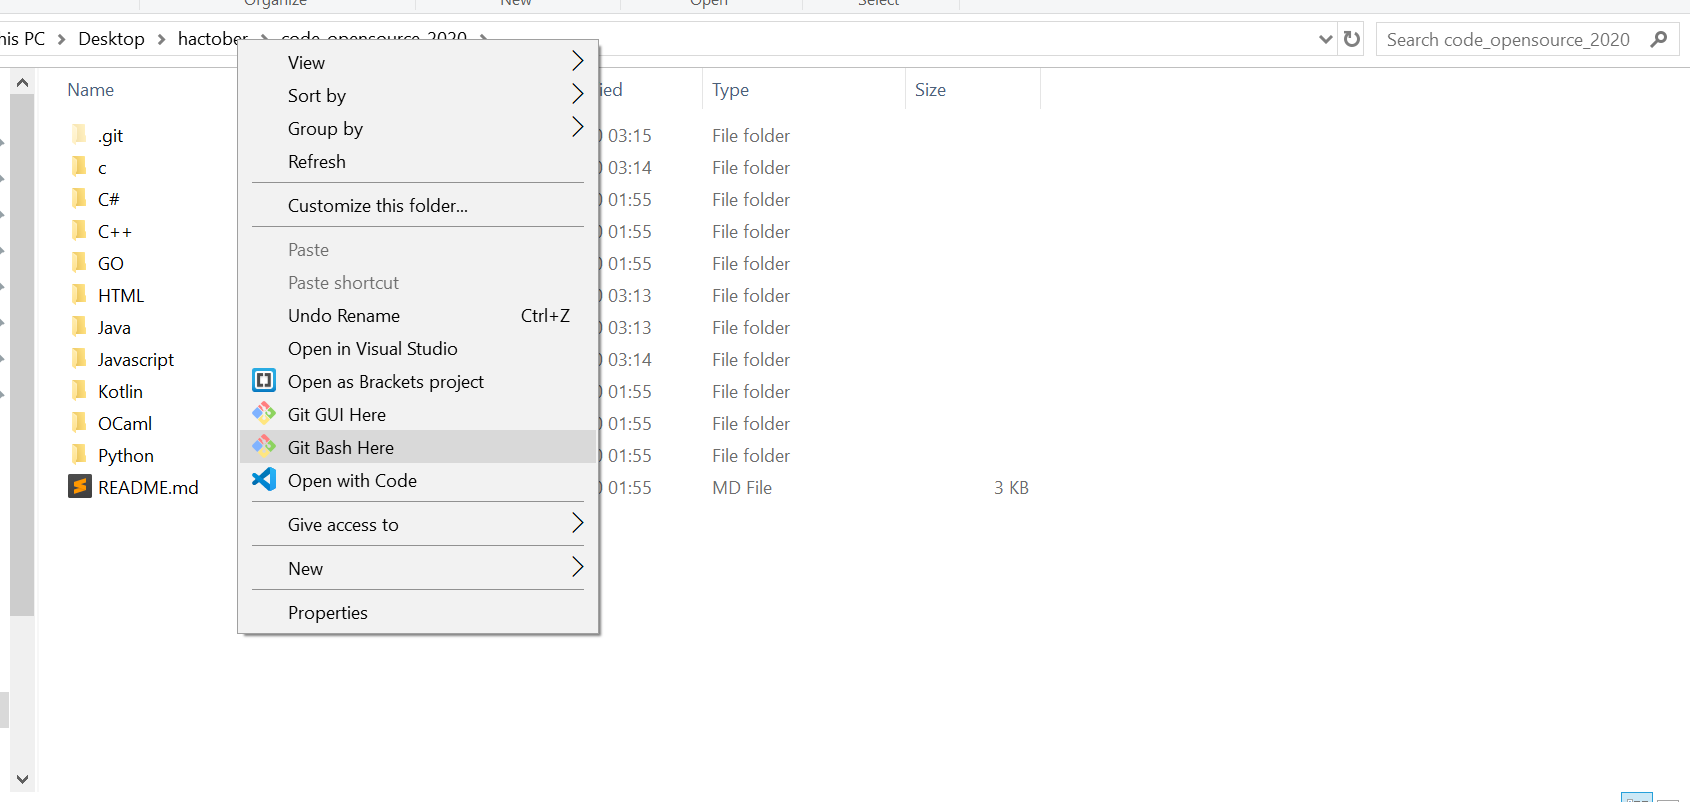 Organize New Open Select
his PC > Desktop > hactober > code_opensource_2020 >
Search code_opensource_2020
Name ied Type Size
.git 03:15 File folder
c 03:14 File folder
C# 01:55 File folder
C++ 01:55 File folder
GO 01:55 File folder
HTML 03:13 File folder
Java 03:13 File folder
Javascript 03:14 File folder
Kotlin 01:55 File folder
OCaml 01:55 File folder
Python 01:55 File folder
README.md 01:55 MD File 3 KB
View
Sort by
Group by
Refresh
Customize this folder...
Paste
Paste shortcut
Undo Rename Ctrl+Z
Open in Visual Studio
Open as Brackets project
Git GUI Here
Git Bash Here
Open with Code
Give access to
New
Properties